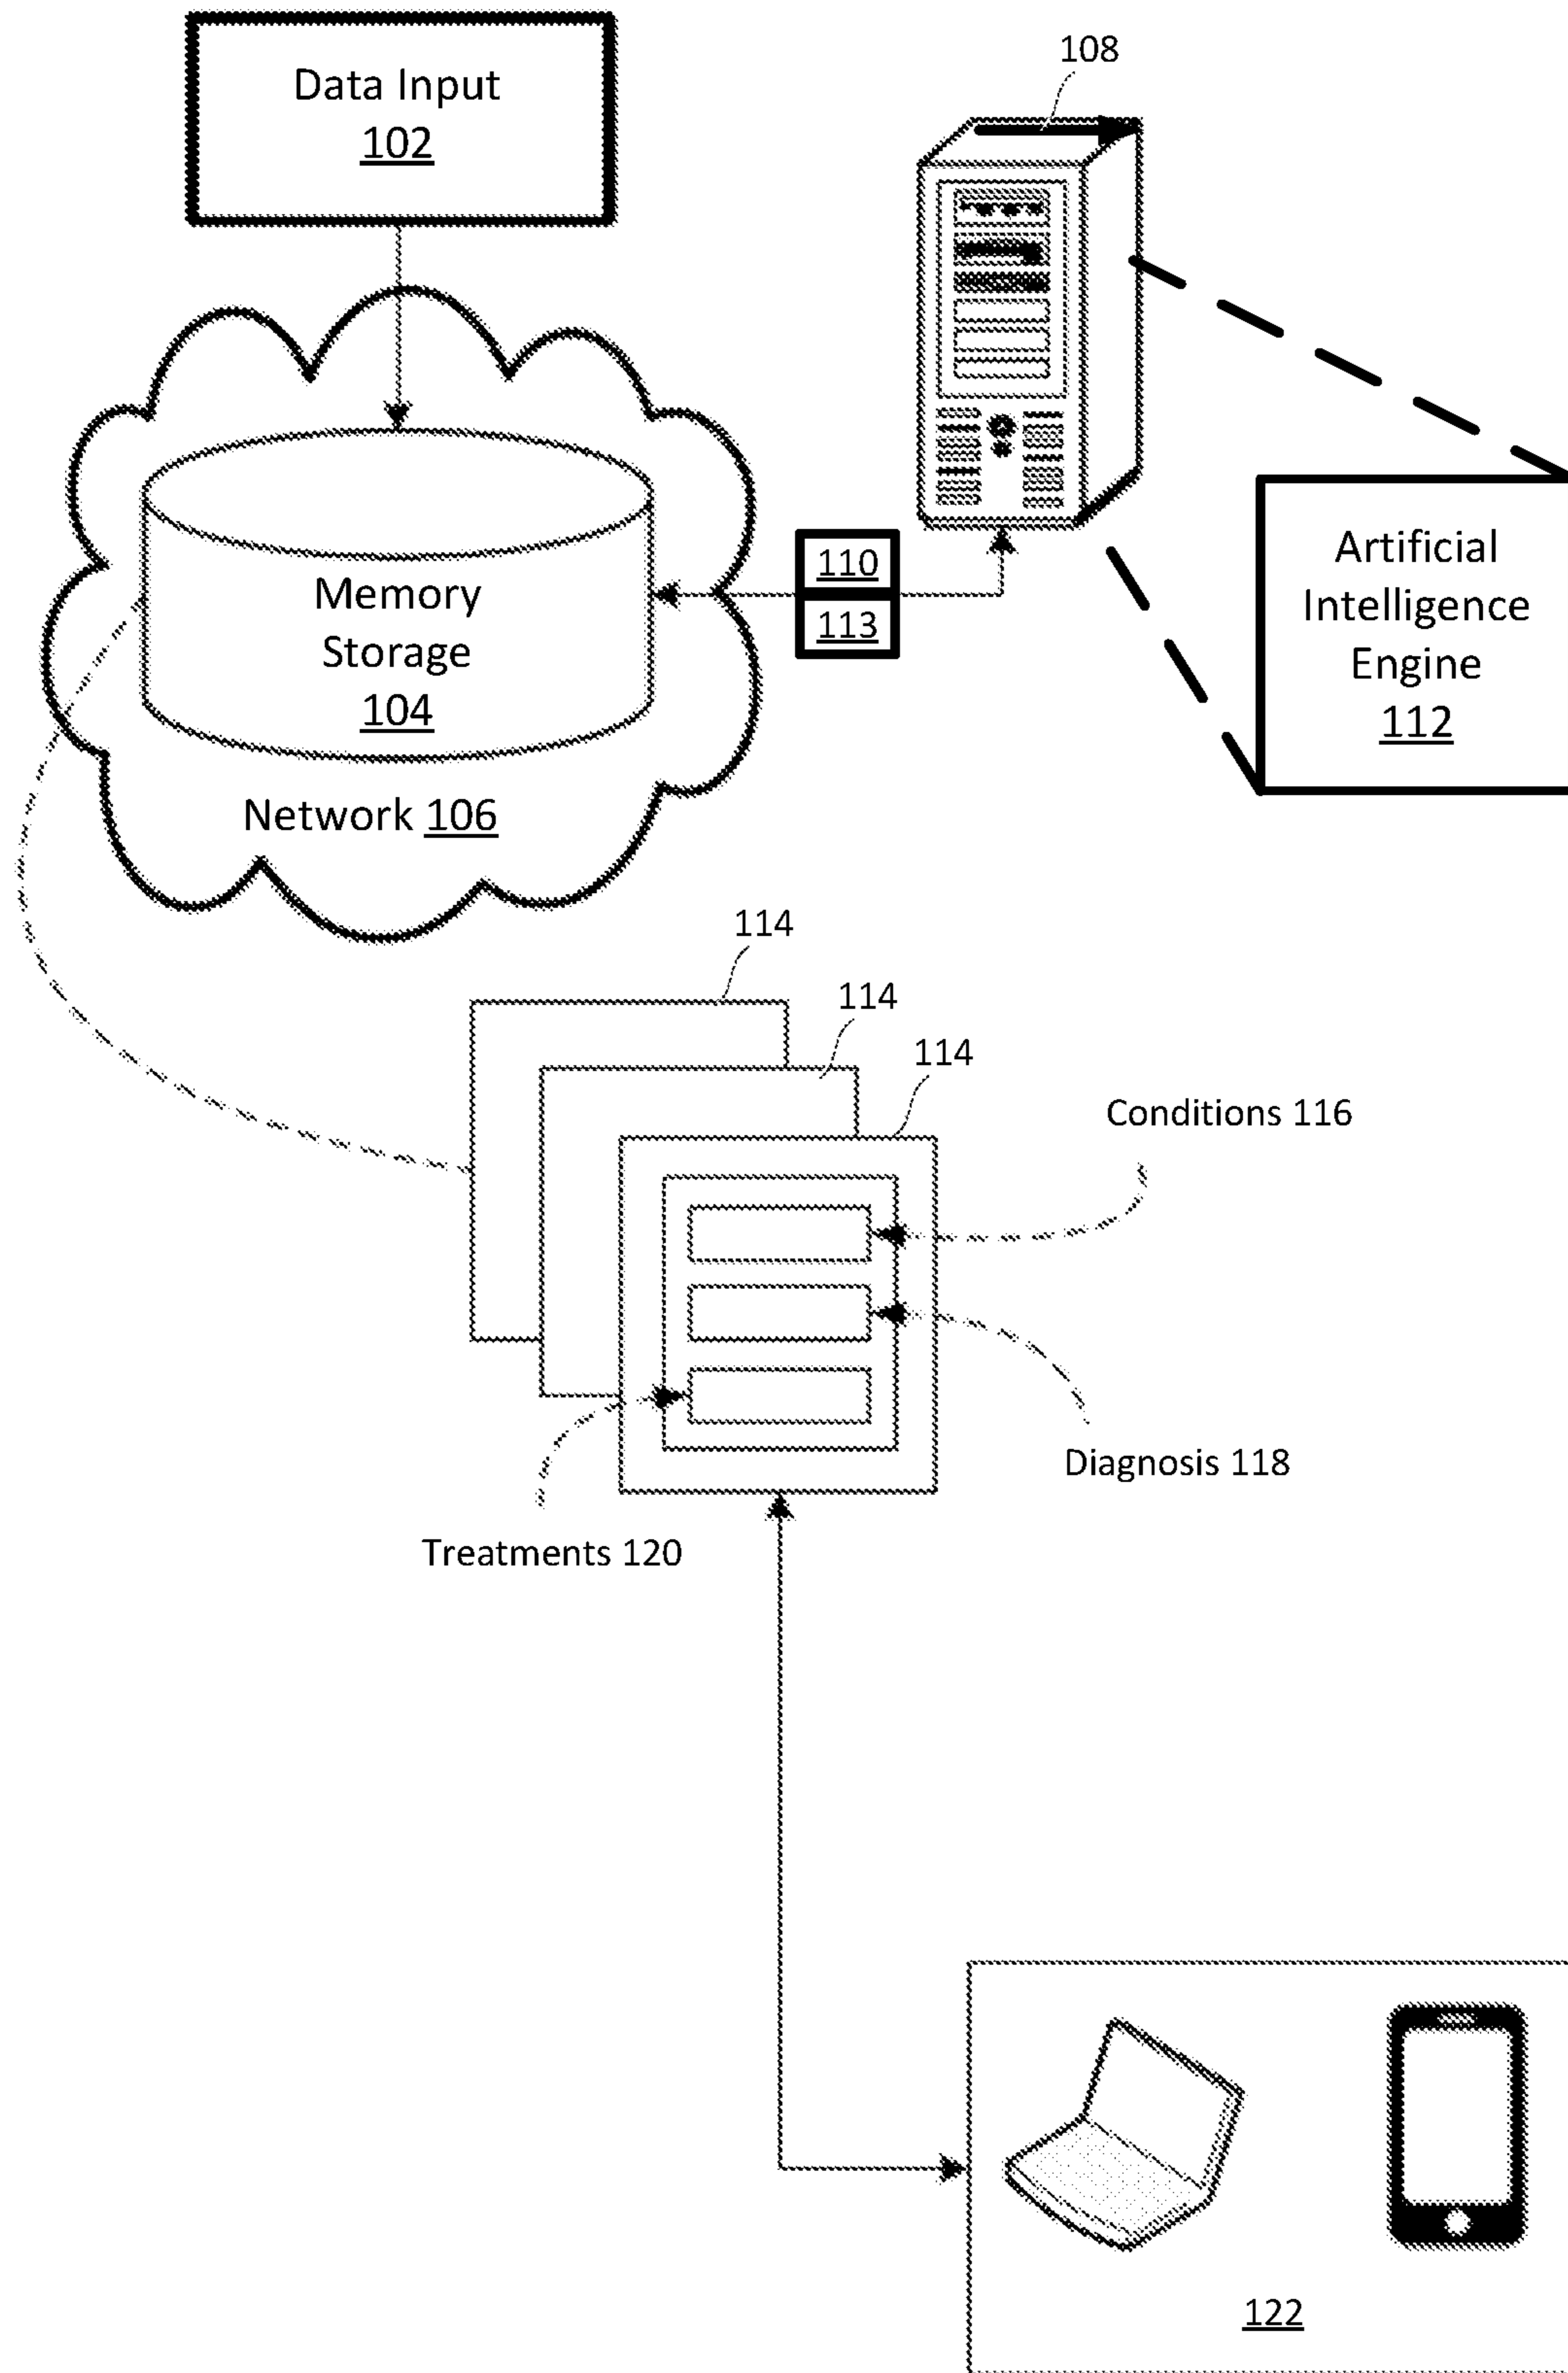 Data Input
102
108
110
113
Artificial
Intelligence
Engine
112
Memory
Storage
104
Network 106
114
114
114
Conditions 116
Diagnosis 118
Treatments 120
122